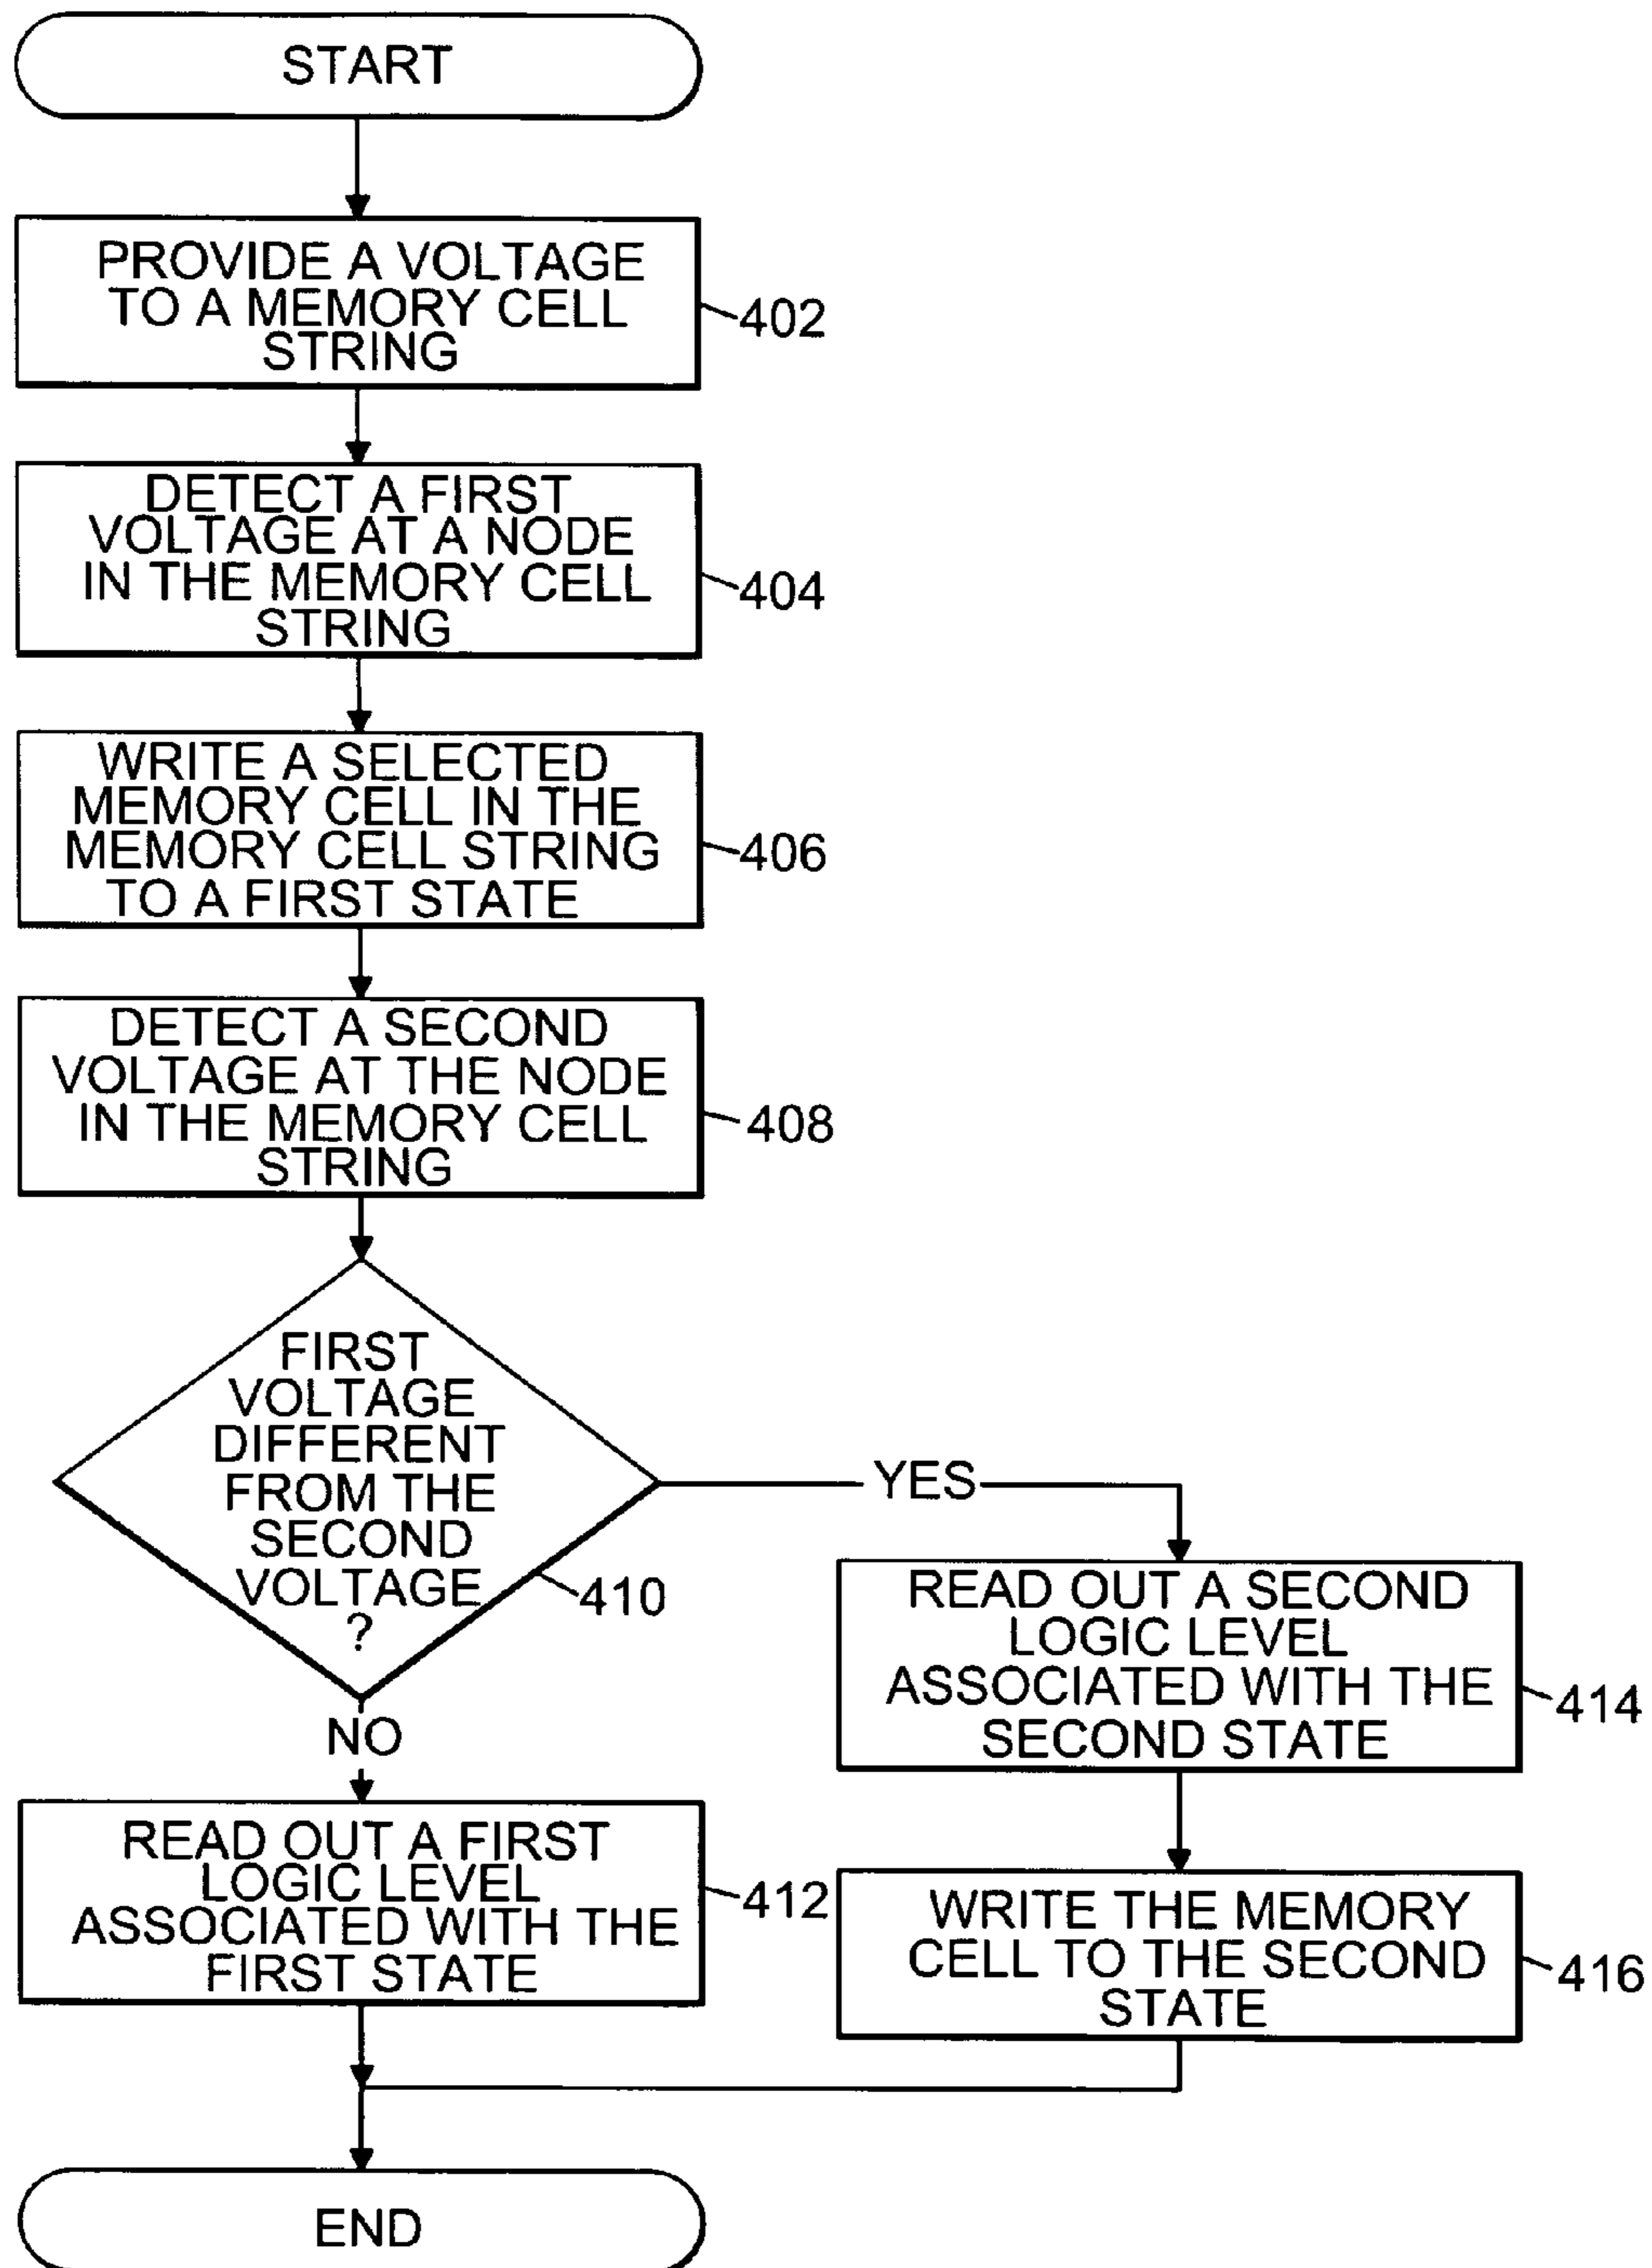 START
PROVIDE A VOLTAGE
TO A MEMORY CELL
STRING
402
DETECT A FIRST
VOLTAGE AT A NODE
IN THE MEMORY CELL
STRING
404
WRITE A SELECTED
MEMORY CELL IN THE
MEMORY CELL STRING
TO A FIRST STATE
406
DETECT A SECOND
VOLTAGE AT THE NODE
IN THE MEMORY CELL
STRING
408
FIRST
VOLTAGE
DIFFERENT
FROM THE
SECOND
VOLTAGE
?
410
YES
NO
READ OUT A SECOND
LOGIC LEVEL
ASSOCIATED WITH THE
SECOND STATE
414
READ OUT A FIRST
LOGIC LEVEL
ASSOCIATED WITH THE
FIRST STATE
412
WRITE THE MEMORY
CELL TO THE SECOND
STATE
416
END